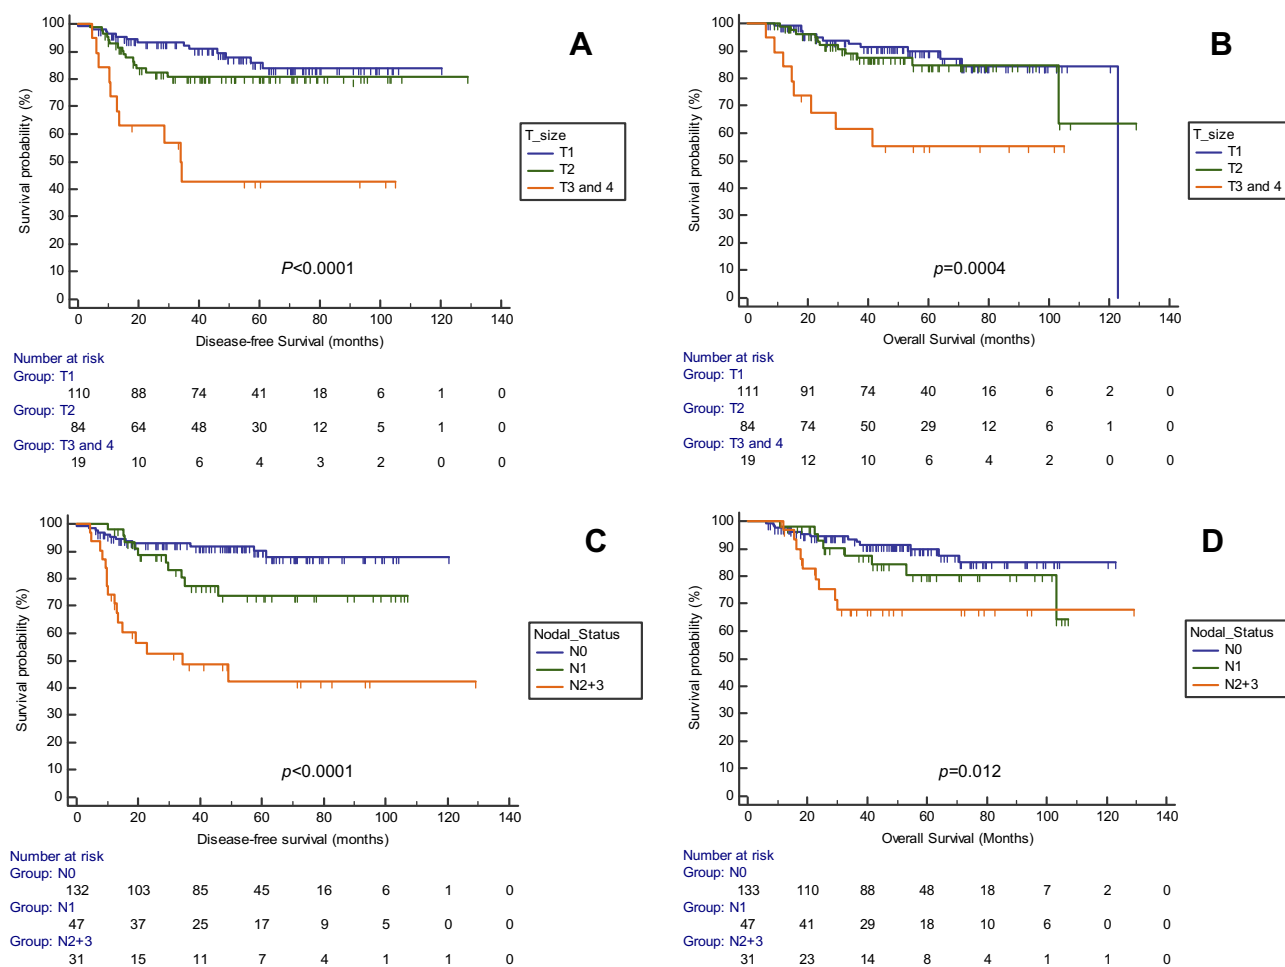 A
100
90
80
70
60
50
40
30
20
10
0
Survival probability (%)
T_size
T1
T2
T3 and 4
P<0.0001
0 20 40 60 80 100 120 140
Disease-free Survival (months)
Number at risk
Group: T1
110 88 74 41 18 6 1 0
Group: T2
84 64 48 30 12 5 1 0
Group: T3 and 4
19 10 6 4 3 2 0 0
B
100
90
80
70
60
50
40
30
20
10
0
Survival probability (%)
T_size
T1
T2
T3 and 4
p=0.0004
0 20 40 60 80 100 120 140
Overall Survival (months)
Number at risk
Group: T1
111 91 74 40 16 6 2 0
Group: T2
84 74 50 29 12 6 1 0
Group: T3 and 4
19 12 10 6 4 2 0 0
C
100
90
80
70
60
50
40
30
20
10
0
Survival probability (%)
Nodal_Status
N0
N1
N2+3
p<0.0001
0 20 40 60 80 100 120 140
Disease-free survival (months)
Number at risk
Group: N0
132 103 85 45 16 6 1 0
Group: N1
47 37 25 17 9 5 0 0
Group: N2+3
31 15 11 7 4 1 1 0
D
100
90
80
70
60
50
40
30
20
10
0
Survival probability (%)
Nodal_Status
N0
N1
N2+3
p=0.012
0 20 40 60 80 100 120 140
Overall Survival (Months)
Number at risk
Group: N0
133 110 88 48 18 7 2 0
Group: N1
47 41 29 18 10 6 0 0
Group: N2+3
31 23 14 8 4 1 1 0